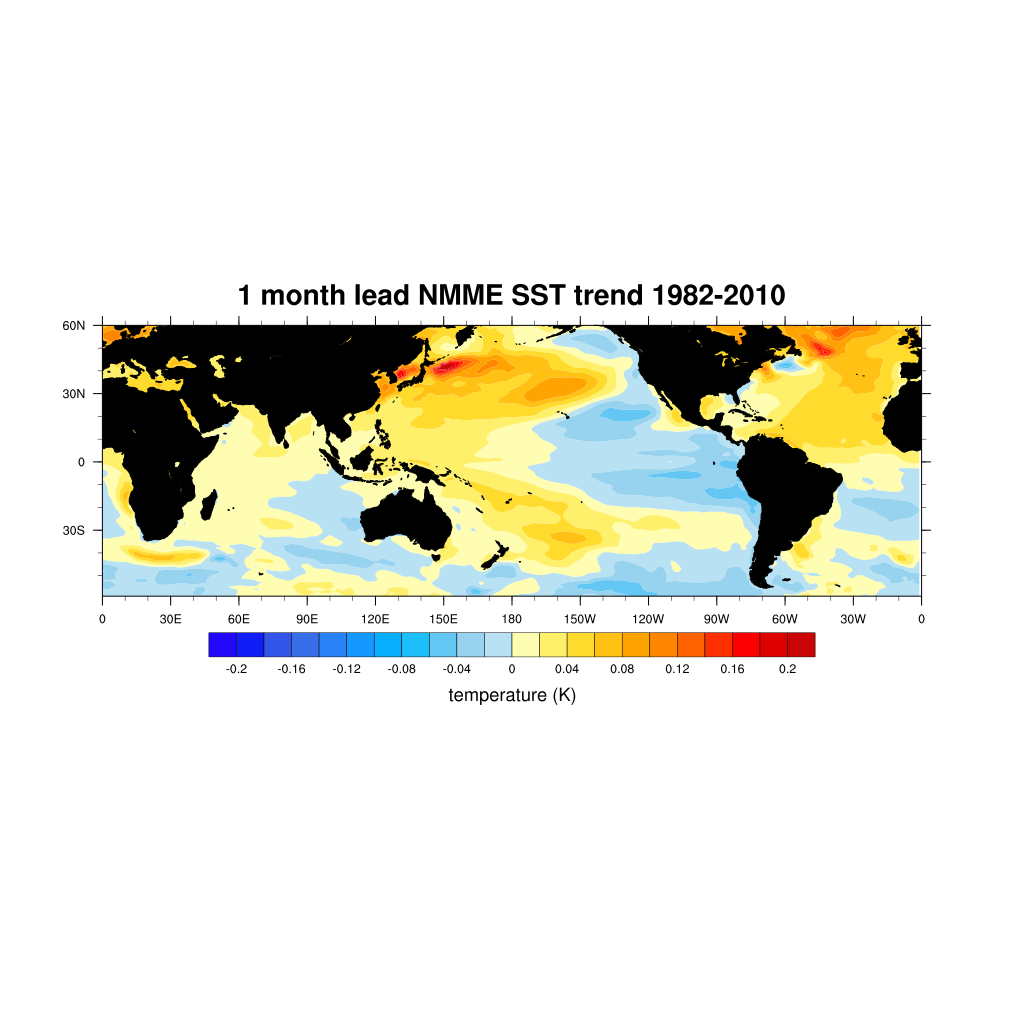 1 month lead NMME SST trend 1982-2010
60N
30N
0
30S
0 30E 60E 90E 120E 150E 180 150W 120W 90W 60W 30W 0
-0.2 -0.16 -0.12 -0.08 -0.04 0 0.04 0.08 0.12 0.16 0.2
temperature (K)